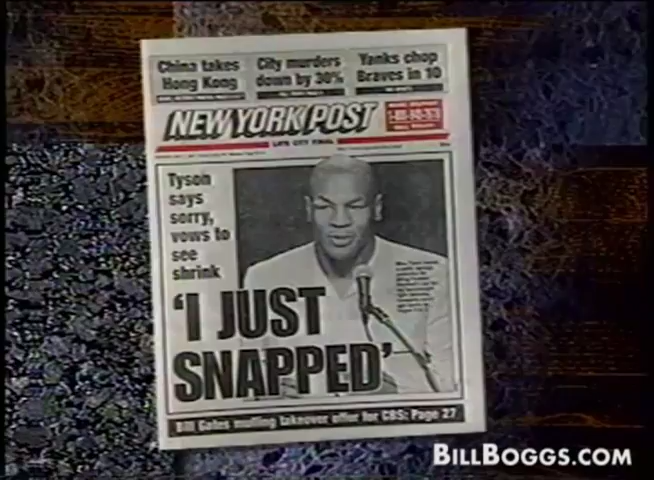 China takes
Hong Kong
City murders
down by 30%
Yanks chop
Braves in 10
NEW YORK POST
LATE CITY FINAL
Tyson
says
sorry,
vows to
see
shrink
'I JUST
SNAPPED'
Bill Gates mulling takeover offer for CBS: Page 27
BILLBOGGS.COM